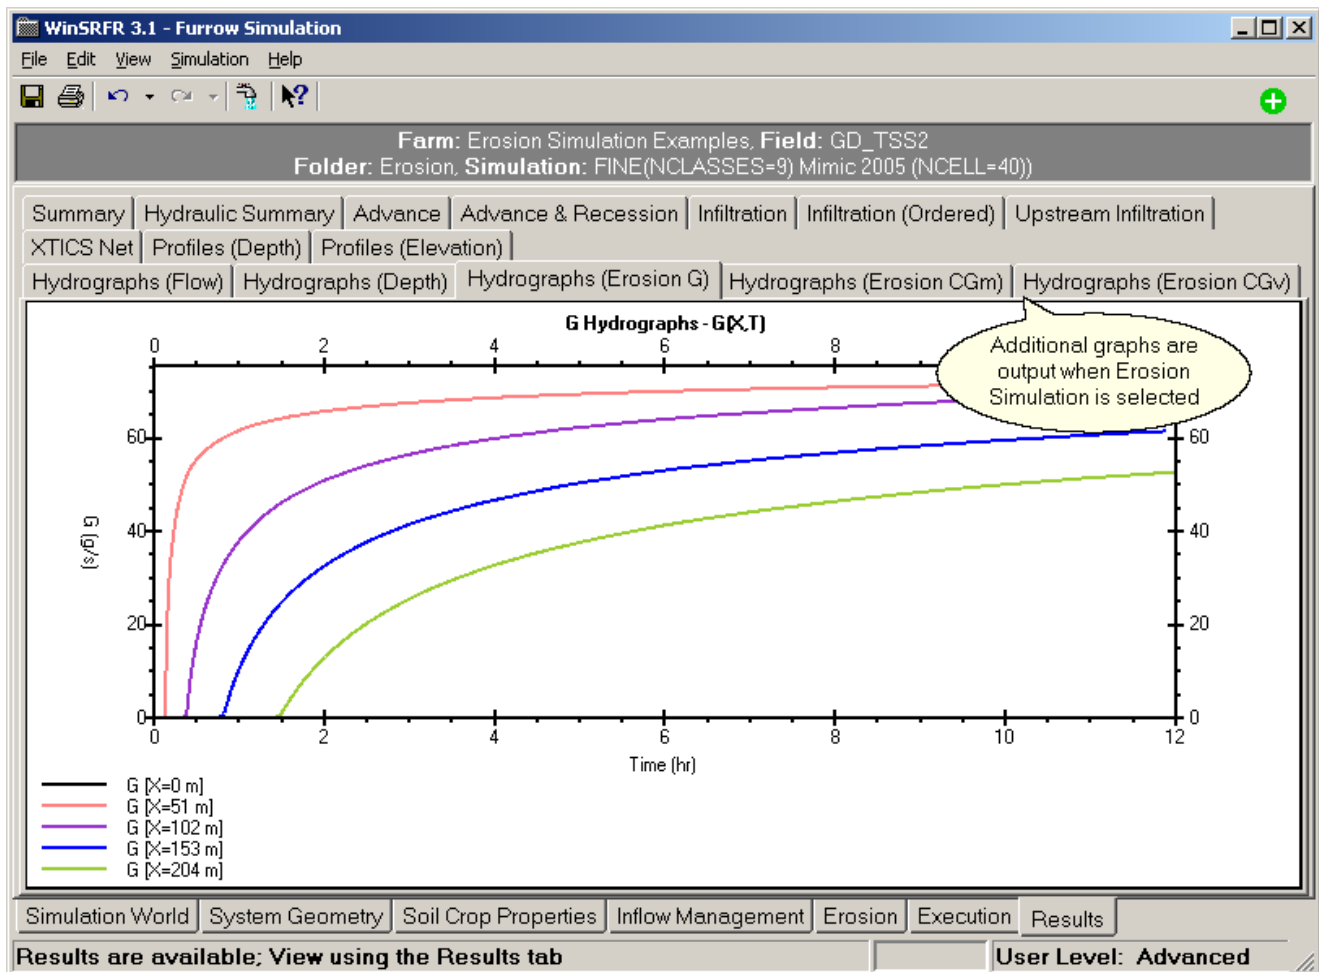 WinSRFR 3.1 - Furrow Simulation
File Edit View Simulation Help
Farm: Erosion Simulation Examples, Field: GD_TSS2
Folder: Erosion, Simulation: FINE(NCLASSES=9) Mimic 2005 (NCELL=40))
Summary Hydraulic Summary Advance Advance & Recession Infiltration Infiltration (Ordered) Upstream Infiltration
XTICS Net Profiles (Depth) Profiles (Elevation)
Hydrographs (Flow) Hydrographs (Depth) Hydrographs (Erosion G) Hydrographs (Erosion CGm) Hydrographs (Erosion CGv)
G Hydrographs - G(X,T)
0 2 4 6 8
Additional graphs are
output when Erosion
Simulation is selected
60 60
40 40
20 20
0 0
G (g/s)
0 2 4 6 8 10 12
Time (hr)
G [X=0 m]
G [X=51 m]
G [X=102 m]
G [X=153 m]
G [X=204 m]
Simulation World System Geometry Soil Crop Properties Inflow Management Erosion Execution Results
Results are available; View using the Results tab User Level: Advanced